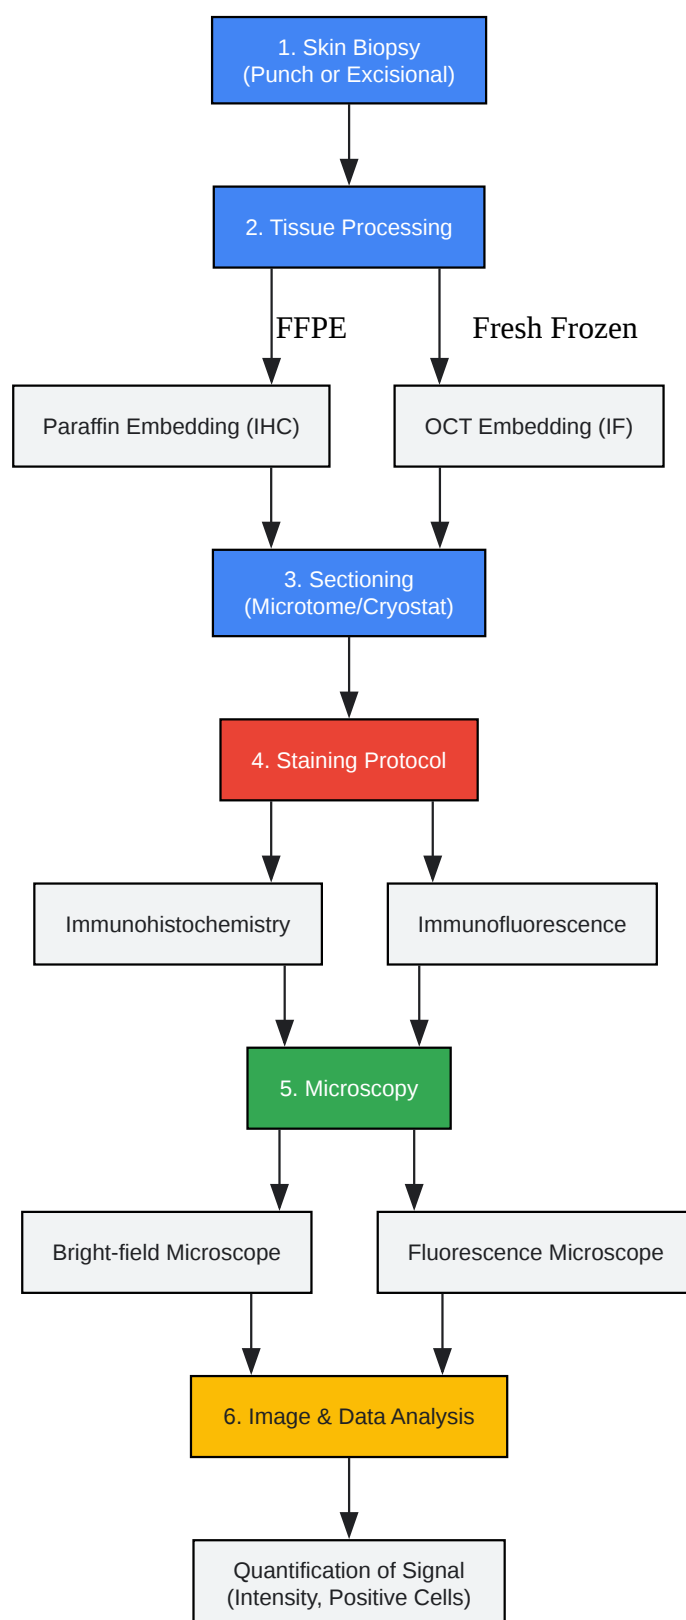 1. Skin Biopsy
(Punch or Excisional)
2. Tissue Processing
FFPE
Fresh Frozen
Paraffin Embedding (IHC)
OCT Embedding (IF)
3. Sectioning
(Microtome/Cryostat)
4. Staining Protocol
Immunohistochemistry
Immunofluorescence
5. Microscopy
Bright-field Microscope
Fluorescence Microscope
6. Image & Data Analysis
Quantification of Signal
(Intensity, Positive Cells)